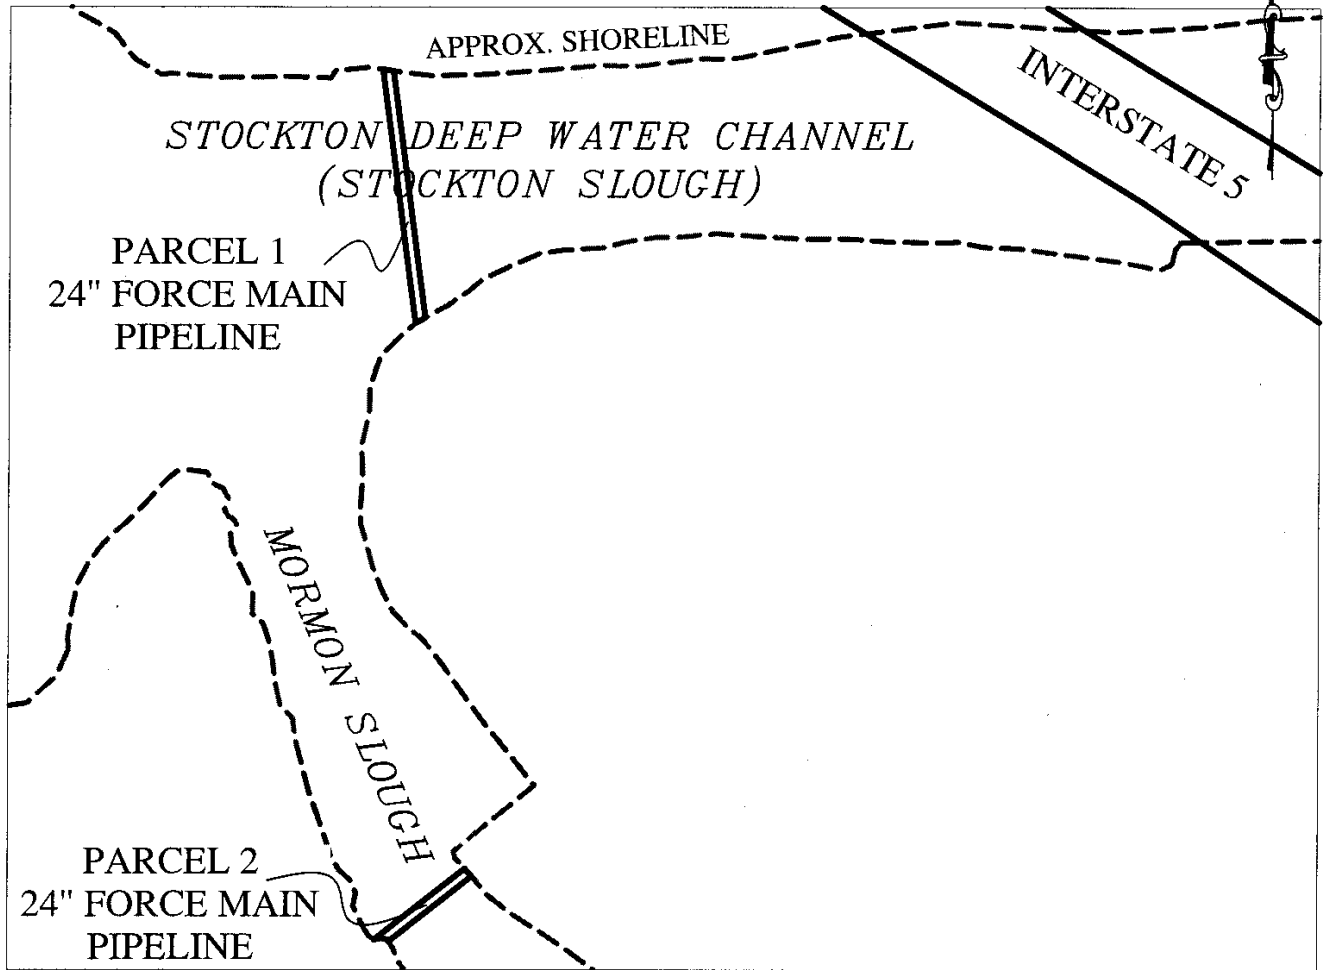 APPROX. SHORELINE
INTERSTATE 5
STOCKTON DEEP WATER CHANNEL
(STOCKTON SLOUGH)
PARCEL 1
24" FORCE MAIN
PIPELINE
MORMON SLOUGH
PARCEL 2
24" FORCE MAIN
PIPELINE